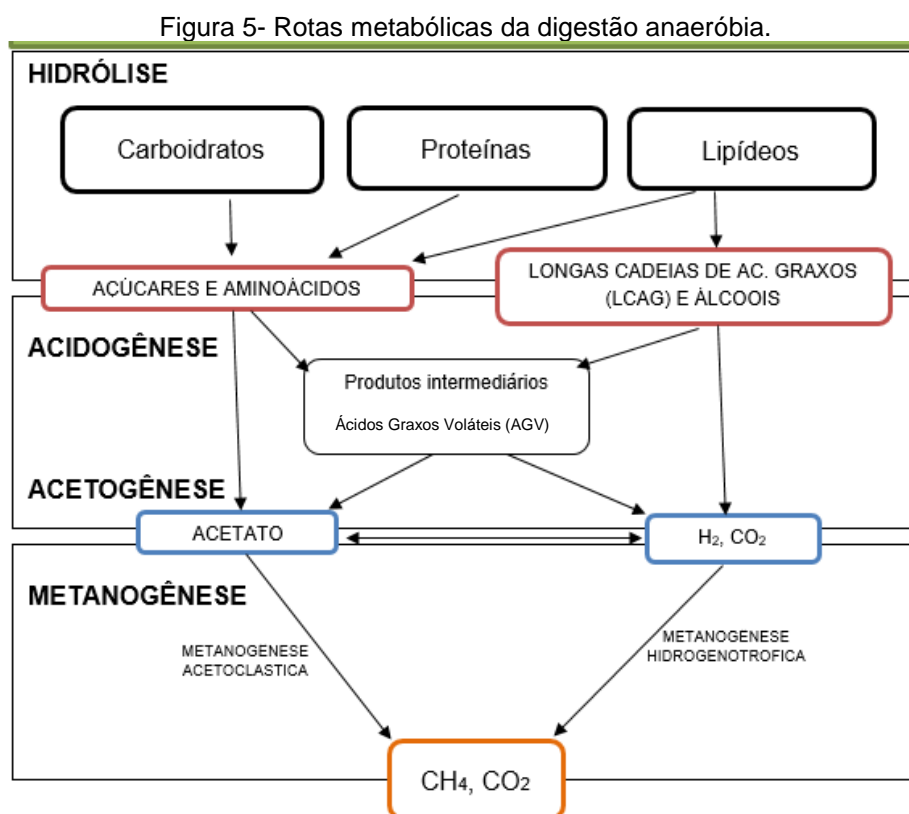 Figura 5- Rotas metabólicas da digestão anaeróbia.
HIDRÓLISE
Carboidratos
Proteínas
Lipídeos
AÇÚCARES E AMINOÁCIDOS
LONGAS CADEIAS DE AC. GRAXOS
(LCAG) E ÀLCOOIS
ACIDOGÊNESE
Produtos intermediários
Ácidos Graxos Voláteis (AGV)
ACETOGÊNESE
ACETATO
H₂, CO₂
METANOGÊNESE
METANOGENESE
ACETOCLASTICA
METANOGENESE
HIDROGENOTROFICA
CH₄, CO₂